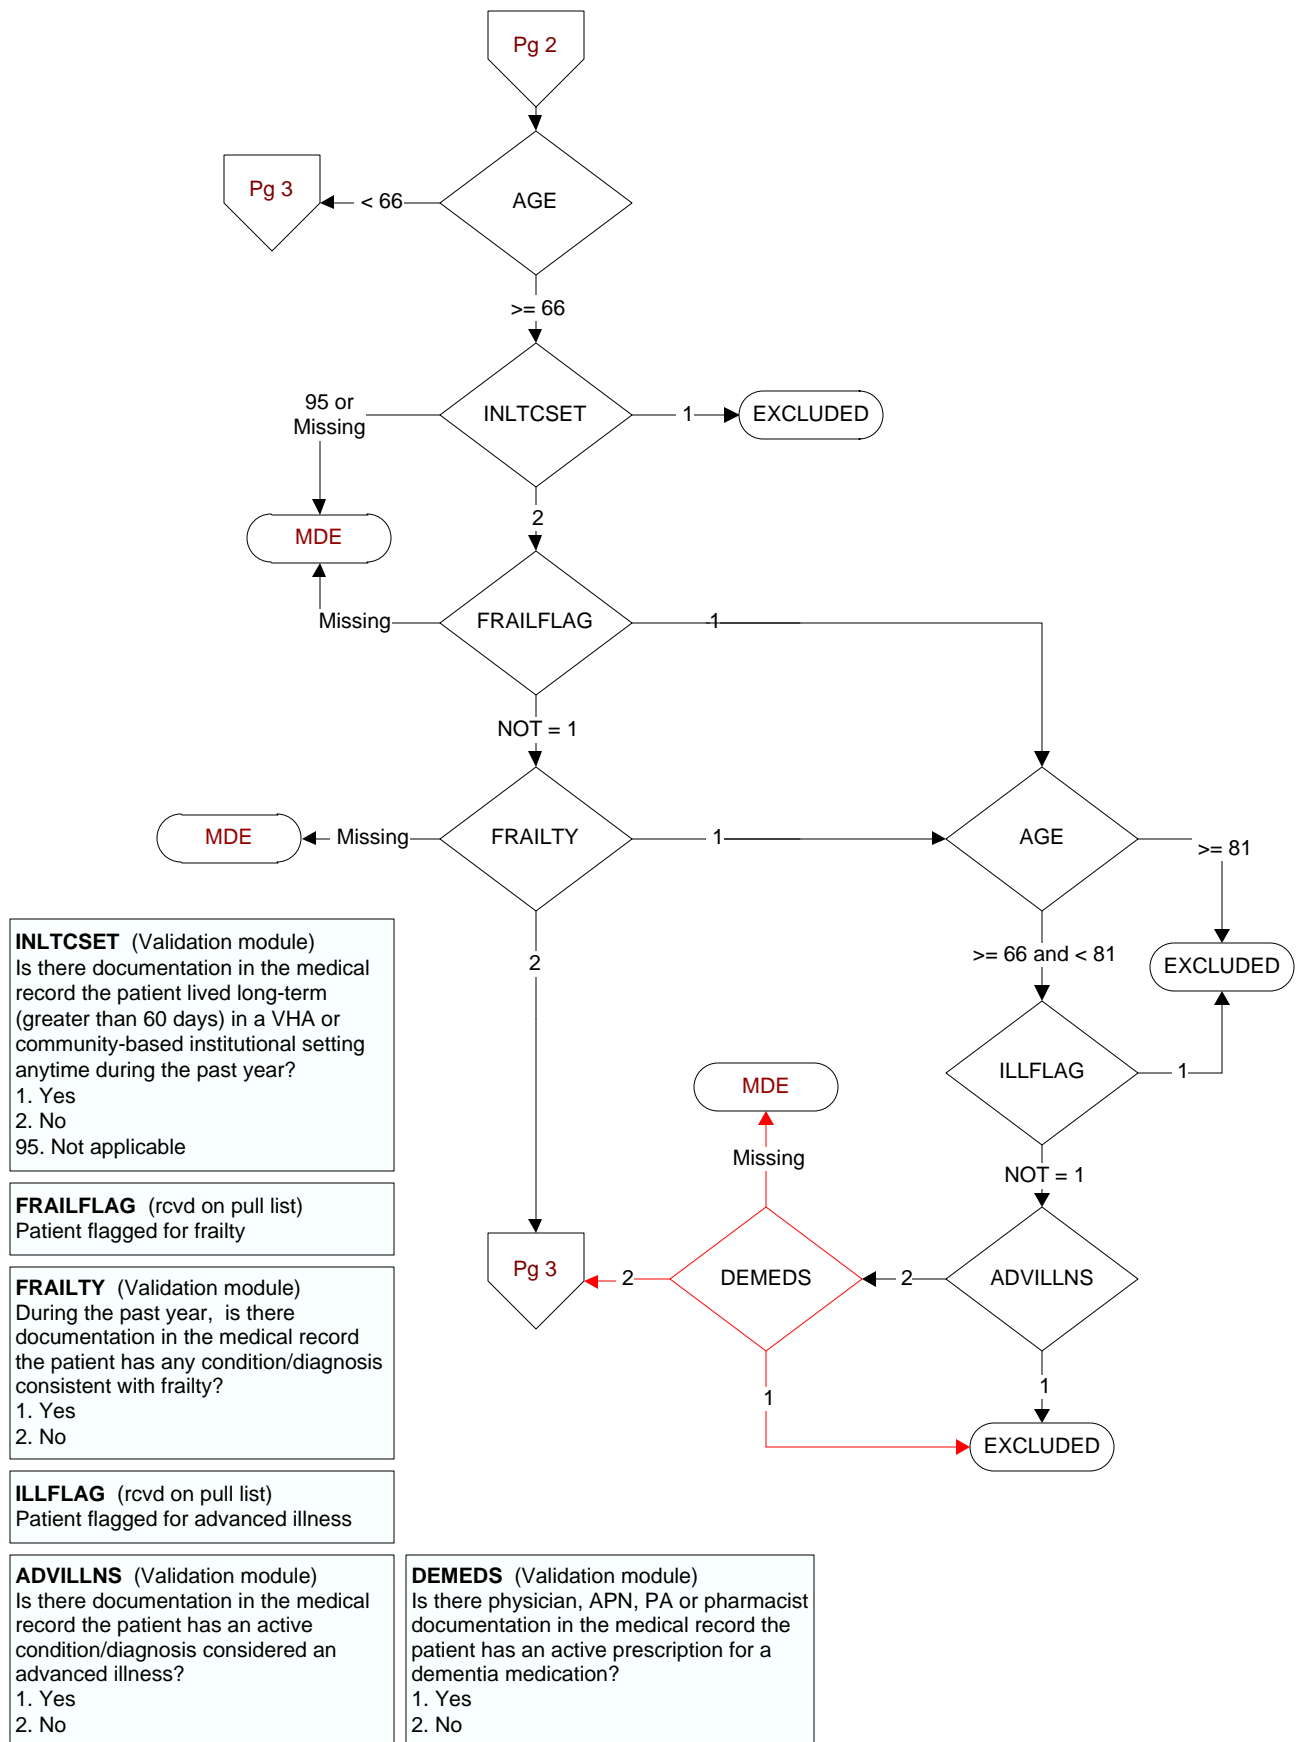 Pg 2
AGE
< 66
Pg 3
>= 66
INLTCSET
95 or
Missing
1
EXCLUDED
2
MDE
FRAILFLAG
Missing
1
NOT = 1
FRAILTY
Missing
MDE
1
AGE
>= 81
2
>= 66 and < 81
EXCLUDED
ILLFLAG
1
MDE
Missing
NOT = 1
Pg 3
2
DEMEDS
2
ADVILLNS
1
1
EXCLUDED
INLTCSET (Validation module)
Is there documentation in the medical
record the patient lived long-term
(greater than 60 days) in a VHA or
community-based institutional setting
anytime during the past year?
1. Yes
2. No
95. Not applicable
FRAILFLAG (rcvd on pull list)
Patient flagged for frailty
FRAILTY (Validation module)
During the past year, is there
documentation in the medical record
the patient has any condition/diagnosis
consistent with frailty?
1. Yes
2. No
ILLFLAG (rcvd on pull list)
Patient flagged for advanced illness
ADVILLNS (Validation module)
Is there documentation in the medical
record the patient has an active
condition/diagnosis considered an
advanced illness?
1. Yes
2. No
DEMEDS (Validation module)
Is there physician, APN, PA or pharmacist
documentation in the medical record the
patient has an active prescription for a
dementia medication?
1. Yes
2. No